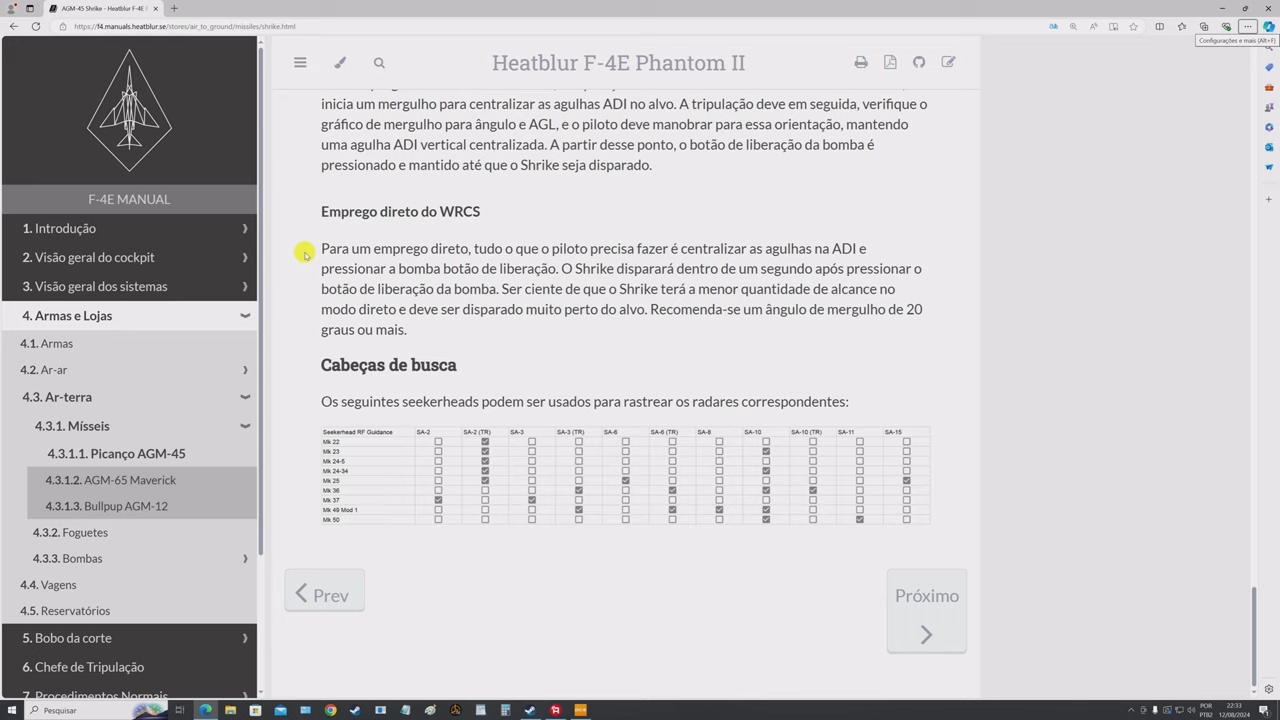 AGM-45 Shrike - Heatblur F-4E F
https://f4.manuals.heatblur.se/stores/air_to_ground/missiles/shrike.html
Configurações e mais (Alt+F)
F-4E MANUAL
1. Introdução
2. Visão geral do cockpit
3. Visão geral dos sistemas
4. Armas e Lojas
4.1. Armas
4.2. Ar-ar
4.3. Ar-terra
4.3.1. Mísseis
4.3.1.1. Picanço AGM-45
4.3.1.2. AGM-65 Maverick
4.3.1.3. Bullpup AGM-12
4.3.2. Foguetes
4.3.3. Bombas
4.4. Vagens
4.5. Reservatórios
5. Bobo da corte
6. Chefe de Tripulação
7. Procedimentos Normais
Heatblur F-4E Phantom II
inicia um mergulho para centralizar as agulhas ADI no alvo. A tripulação deve em seguida, verifique o
gráfico de mergulho para ângulo e AGL, e o piloto deve manobrar para essa orientação, mantendo
uma agulha ADI vertical centralizada. A partir desse ponto, o botão de liberação da bomba é
pressionado e mantido até que o Shrike seja disparado.
Emprego direto do WRCS
Para um emprego direto, tudo o que o piloto precisa fazer é centralizar as agulhas na ADI e
pressionar a bomba botão de liberação. O Shrike disparará dentro de um segundo após pressionar o
botão de liberação da bomba. Ser ciente de que o Shrike terá a menor quantidade de alcance no
modo direto e deve ser disparado muito perto do alvo. Recomenda-se um ângulo de mergulho de 20
graus ou mais.
Cabeças de busca
Os seguintes seekerheads podem ser usados para rastrear os radares correspondentes:
Seekerhead RF Guidance SA-2 SA-2 (TR) SA-3 SA-3 (TR) SA-6 SA-6 (TR) SA-8 SA-10 SA-10 (TR) SA-11 SA-15
Mk 22
Mk 23
Mk 24-5
Mk 24-34
Mk 25
Mk 36
Mk 37
Mk 49 Mod 1
Mk 50
Prev
Próximo
Pesquisar
POR
PTB2
22:33
12/08/2024